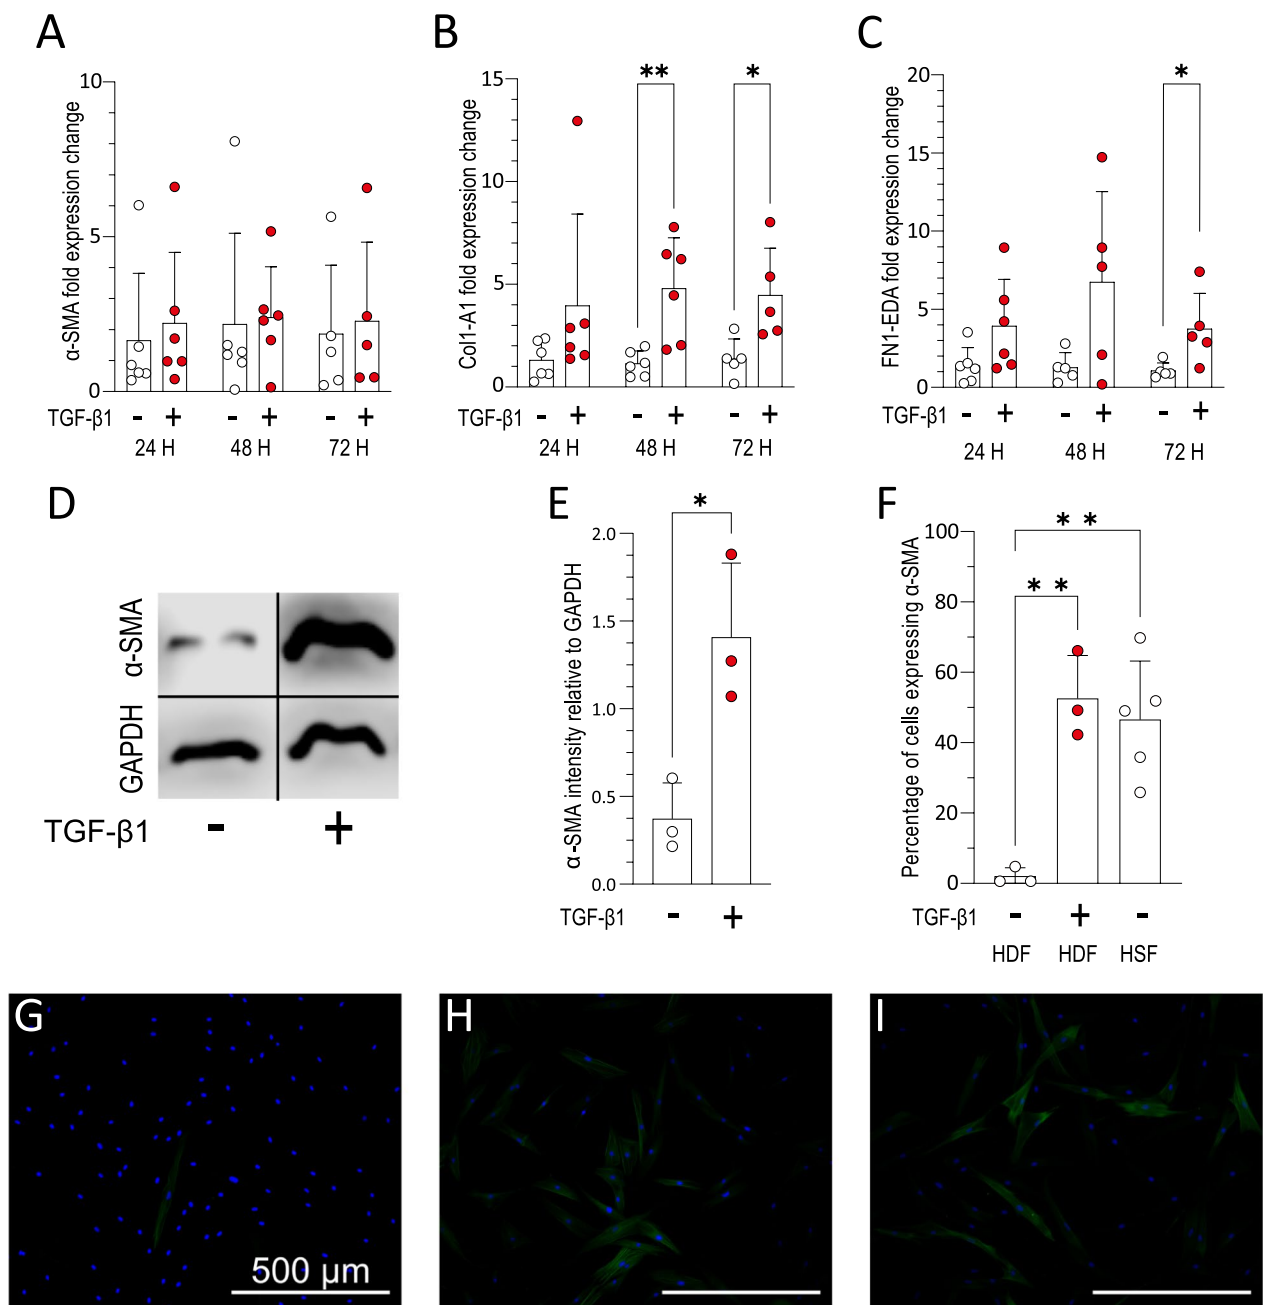 A
α-SMA fold expression change
10
5
0
TGF-β1 - + - + - +
24 H 48 H 72 H
B
Col1-A1 fold expression change
15
10
5
0
** *
TGF-β1 - + - + - +
24 H 48 H 72 H
C
FN1-EDA fold expression change
20
15
10
5
0
*
TGF-β1 - + - + - +
24 H 48 H 72 H
D
α-SMA
GAPDH
TGF-β1 - +
E
α-SMA intensity relative to GAPDH
2.0
1.5
1.0
0.5
0.0
*
TGF-β1 - +
F
Percentage of cells expressing α-SMA
100
80
60
40
20
0
* *
* *
TGF-β1 - + -
HDF HDF HSF
G
500 μm
H
I